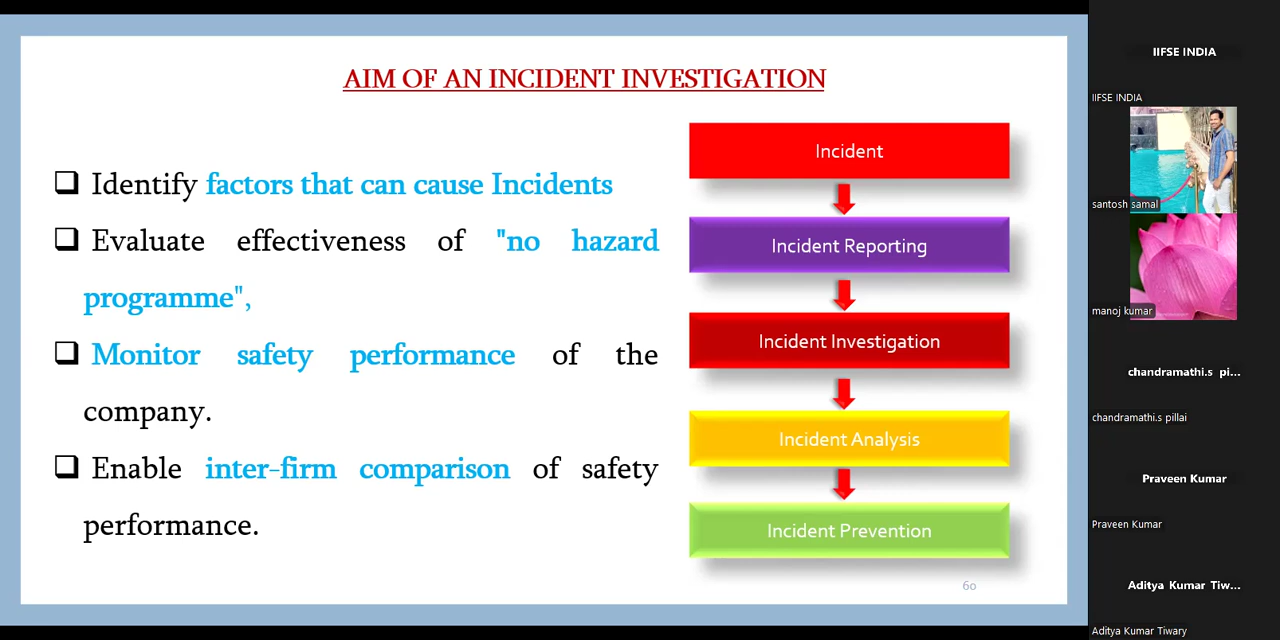 AIM OF AN INCIDENT INVESTIGATION
Identify factors that can cause Incidents
Evaluate effectiveness of "no hazard
programme",
Monitor safety performance of the
company.
Enable inter-firm comparison of safety
performance.
Incident
Incident Reporting
Incident Investigation
Incident Analysis
Incident Prevention
60
IIFSE INDIA
IIFSE INDIA
santosh samal
manoj kumar
chandramathi.s pi...
chandramathi.s pillai
Praveen Kumar
Praveen Kumar
Aditya Kumar Tiw...
Aditya Kumar Tiwary